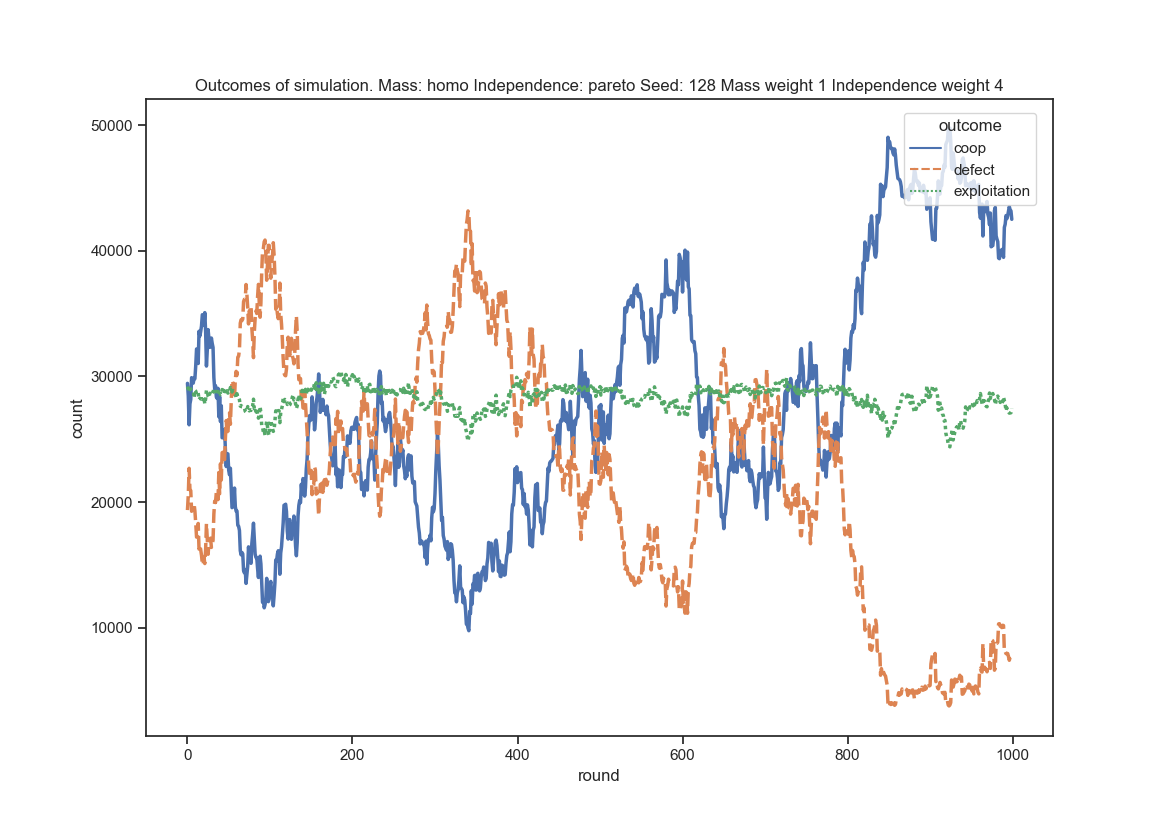 Outcomes of simulation. Mass: homo Independence: pareto Seed: 128 Mass weight 1 Independence weight 4
outcome
coop
defect
exploitation
50000
40000
30000
20000
10000
count
0 200 400 600 800 1000
round